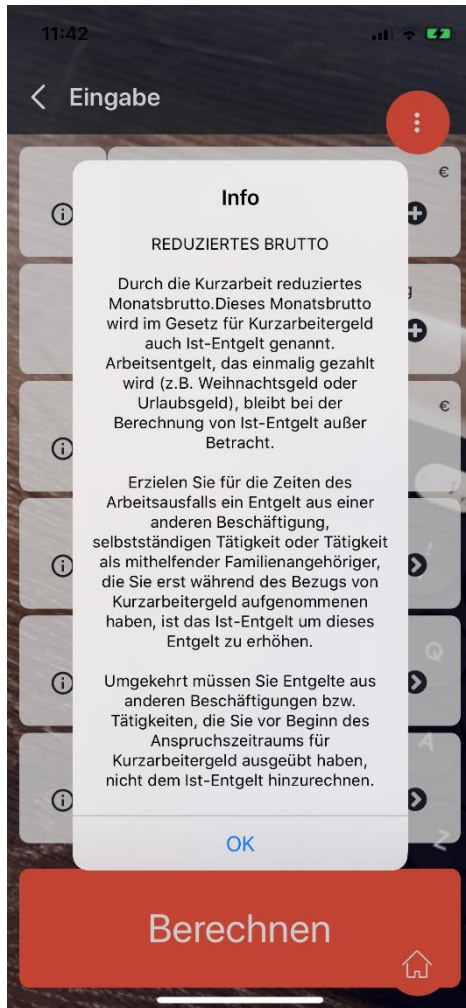 11:42
Eingabe
€
Info
REDUZIERTES BRUTTO
Durch die Kurzarbeit reduziertes
Monatsbrutto.Dieses Monatsbrutto
wird im Gesetz für Kurzarbeitergeld
auch Ist-Entgelt genannt.
Arbeitsentgelt, das einmalig gezahlt
wird (z.B. Weihnachtsgeld oder
Urlaubsgeld), bleibt bei der
Berechnung von Ist-Entgelt außer
Betracht.
€
Erzielen Sie für die Zeiten des
Arbeitsausfalls ein Entgelt aus einer
anderen Beschäftigung,
selbstständigen Tätigkeit oder Tätigkeit
als mithelfender Familienangehöriger,
die Sie erst während des Bezugs von
Kurzarbeitergeld aufgenommenen
haben, ist das Ist-Entgelt um dieses
Entgelt zu erhöhen.
Q
Umgekehrt müssen Sie Entgelte aus
anderen Beschäftigungen bzw.
Tätigkeiten, die Sie vor Beginn des
Anspruchszeitraums für
Kurzarbeitergeld ausgeübt haben,
nicht dem Ist-Entgelt hinzurechnen.
A
OK
Z
Berechnen